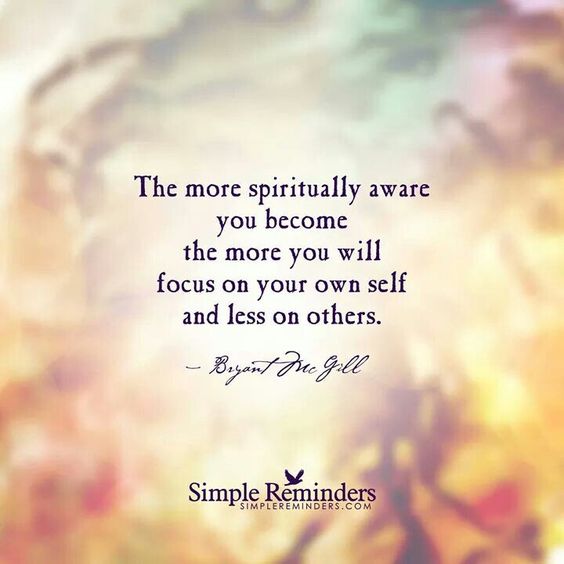 The more spiritually aware
you become
the more you will
focus on your own self
and less on others.
– Bryant McGill
Simple Reminders
SIMPLEREMINDERS.COM